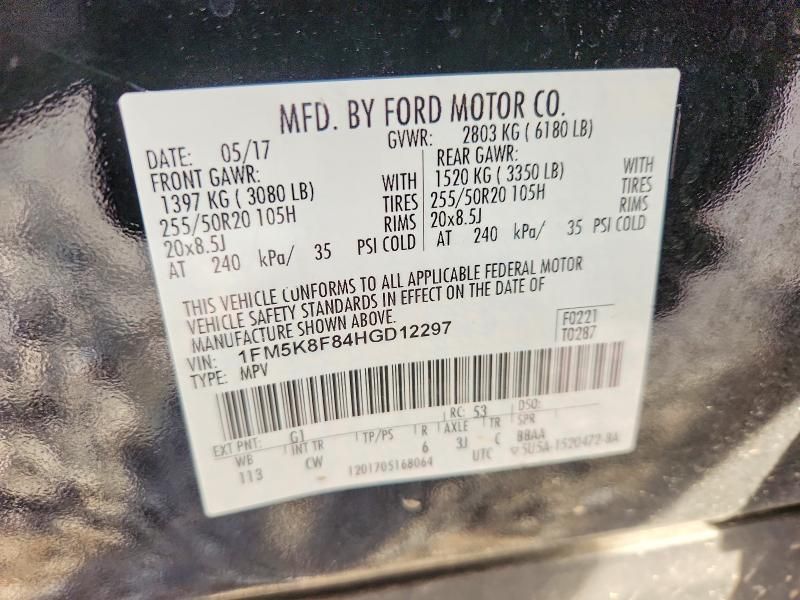 MFD. BY FORD MOTOR CO.
DATE: 05/17 GVWR: 2803 KG ( 6180 LB)
FRONT GAWR: REAR GAWR:
1397 KG ( 3080 LB) WITH 1520 KG ( 3350 LB) WITH
255/50R20 105H TIRES 255/50R20 105H TIRES
20x8.5J RIMS 20x8.5J RIMS
AT 240 kPa/ 35 PSI COLD AT 240 kPa/ 35 PSI COLD
THIS VEHICLE CONFORMS TO ALL APPLICABLE FEDERAL MOTOR
VEHICLE SAFETY STANDARDS IN EFFECT ON THE DATE OF
MANUFACTURE SHOWN ABOVE.
VIN: 1FM5K8F84HGD12297 F0221
TYPE: MPV T0287
EXT PNT: G1 RC: 53 DSO:
WB INT TR TP/PS R AXLE TR SPR
113 CW 6 3J C BBAA
1201705168064 UTC ▽5U5A-1520472-BA